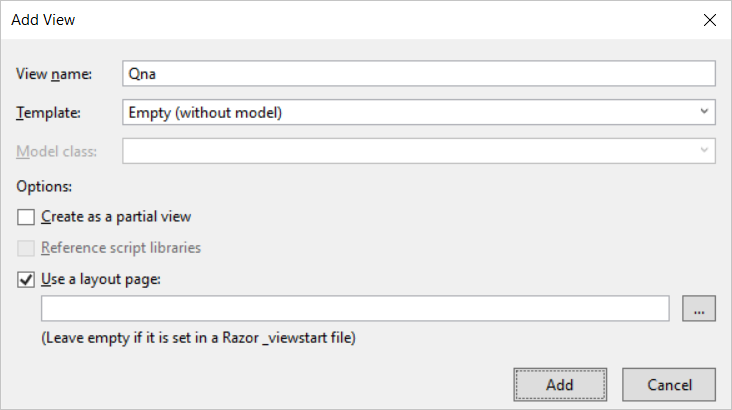 Add View
View name: Qna
Template: Empty (without model)
Model class:
Options:
Create as a partial view
Reference script libraries
Use a layout page:
...
(Leave empty if it is set in a Razor _viewstart file)
Add Cancel